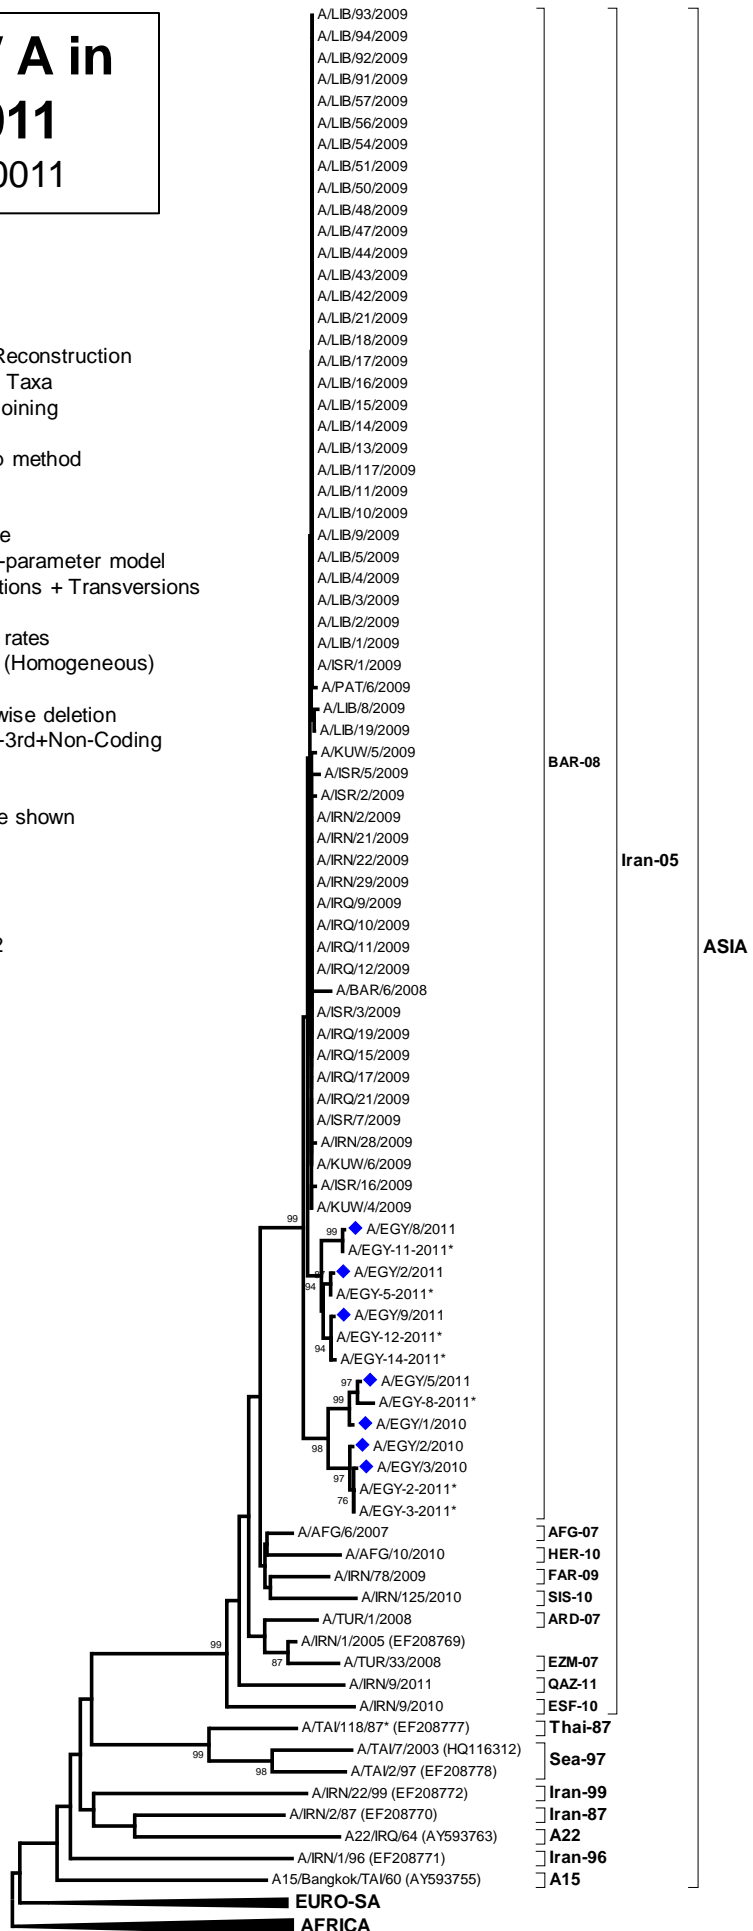 A in
011
0011
Reconstruction
Taxa
oining
method
e
-parameter model
tions + Transversions
rates
(Homogeneous)
wise deletion
-3rd+Non-Coding
e shown
2
A/LIB/93/2009
A/LIB/94/2009
A/LIB/92/2009
A/LIB/91/2009
A/LIB/57/2009
A/LIB/56/2009
A/LIB/54/2009
A/LIB/51/2009
A/LIB/50/2009
A/LIB/48/2009
A/LIB/47/2009
A/LIB/44/2009
A/LIB/43/2009
A/LIB/42/2009
A/LIB/21/2009
A/LIB/18/2009
A/LIB/17/2009
A/LIB/16/2009
A/LIB/15/2009
A/LIB/14/2009
A/LIB/13/2009
A/LIB/117/2009
A/LIB/11/2009
A/LIB/10/2009
A/LIB/9/2009
A/LIB/5/2009
A/LIB/4/2009
A/LIB/3/2009
A/LIB/2/2009
A/LIB/1/2009
A/ISR/1/2009
A/PAT/6/2009
A/LIB/8/2009
A/LIB/19/2009
A/KUW/5/2009
A/ISR/5/2009
A/ISR/2/2009
A/IRN/2/2009
A/IRN/21/2009
A/IRN/22/2009
A/IRN/29/2009
A/IRQ/9/2009
A/IRQ/10/2009
A/IRQ/11/2009
A/IRQ/12/2009
A/BAR/6/2008
A/ISR/3/2009
A/IRQ/19/2009
A/IRQ/15/2009
A/IRQ/17/2009
A/IRQ/21/2009
A/ISR/7/2009
A/IRN/28/2009
A/KUW/6/2009
A/ISR/16/2009
A/KUW/4/2009
A/EGY/8/2011
A/EGY-11-2011*
A/EGY/2/2011
A/EGY-5-2011*
A/EGY/9/2011
A/EGY-12-2011*
A/EGY-14-2011*
A/EGY/5/2011
A/EGY-8-2011*
A/EGY/1/2010
A/EGY/2/2010
A/EGY/3/2010
A/EGY-2-2011*
A/EGY-3-2011*
A/AFG/6/2007
A/AFG/10/2010
A/IRN/78/2009
A/IRN/125/2010
A/TUR/1/2008
A/IRN/1/2005 (EF208769)
A/TUR/33/2008
A/IRN/9/2011
A/IRN/9/2010
A/TAI/118/87* (EF208777)
A/TAI/7/2003 (HQ116312)
A/TAI/2/97 (EF208778)
A/IRN/22/99 (EF208772)
A/IRN/2/87 (EF208770)
A22/IRQ/64 (AY593763)
A/IRN/1/96 (EF208771)
A15/Bangkok/TAI/60 (AY593755)
EURO-SA
AFRICA
99
99
94
94
97
99
98
97
76
99
87
99
98
BAR-08
AFG-07
HER-10
FAR-09
SIS-10
ARD-07
EZM-07
QAZ-11
ESF-10
Thai-87
Sea-97
Iran-99
Iran-87
A22
Iran-96
A15
Iran-05
ASIA